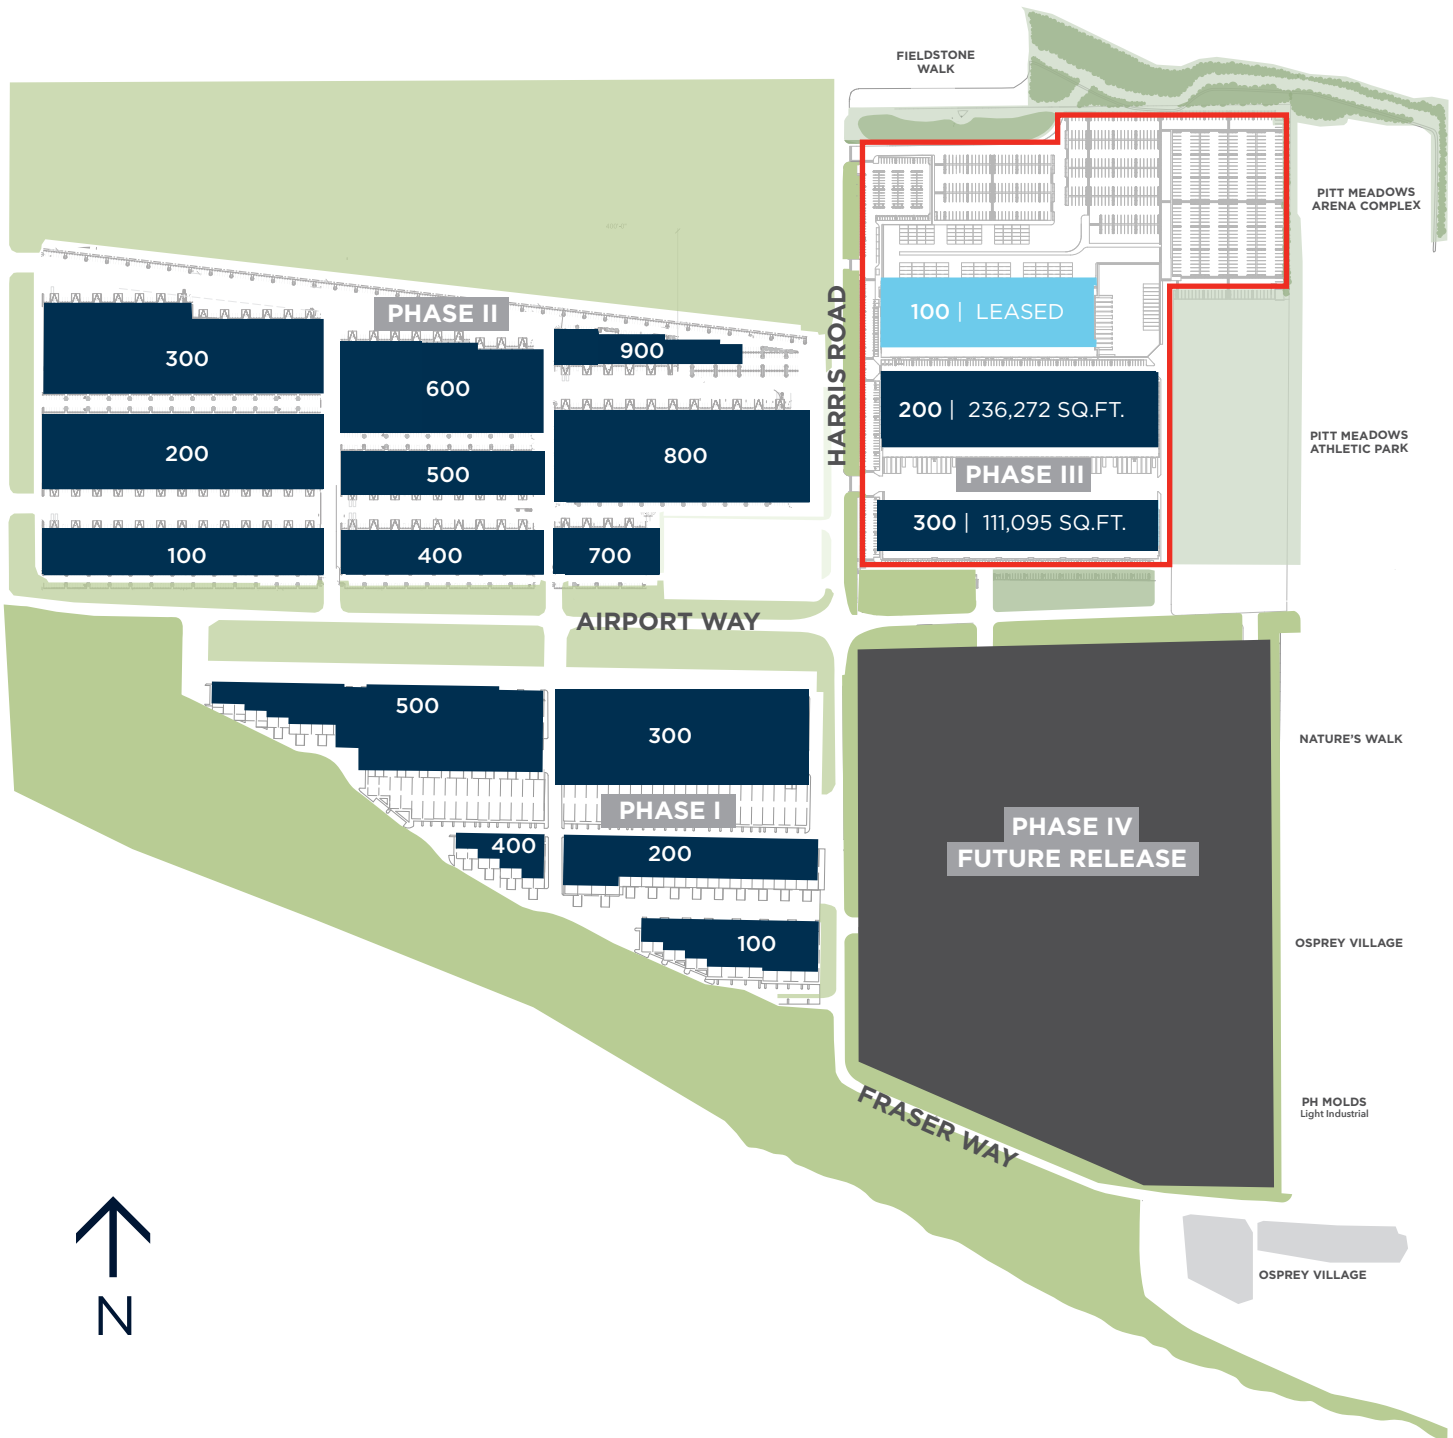 FIELDSTONE
WALK
PITT MEADOWS
ARENA COMPLEX
PHASE II
300
200
100
600
500
400
900
800
700
HARRIS ROAD
100 | LEASED
200 | 236,272 SQ.FT.
PHASE III
300 | 111,095 SQ.FT.
PITT MEADOWS
ATHLETIC PARK
AIRPORT WAY
500
300
PHASE I
400
200
100
PHASE IV
FUTURE RELEASE
NATURE'S WALK
OSPREY VILLAGE
PH MOLDS
Light Industrial
FRASER WAY
OSPREY VILLAGE
N